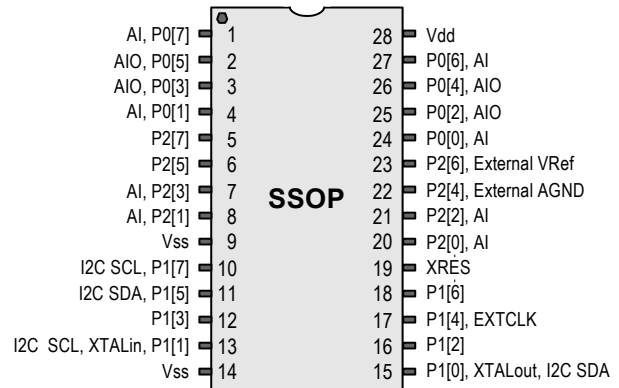 AI, P0[7] 1 28 Vdd
AIO, P0[5] 2 27 P0[6], AI
AIO, P0[3] 3 26 P0[4], AIO
AI, P0[1] 4 25 P0[2], AIO
P2[7] 5 24 P0[0], AI
P2[5] 6 23 P2[6], External VRef
AI, P2[3] 7 SSOP 22 P2[4], External AGND
AI, P2[1] 8 21 P2[2], AI
Vss 9 20 P2[0], AI
I2C SCL, P1[7] 10 19 XRES
I2C SDA, P1[5] 11 18 P1[6]
P1[3] 12 17 P1[4], EXTCLK
I2C SCL, XTALin, P1[1] 13 16 P1[2]
Vss 14 15 P1[0], XTALout, I2C SDA